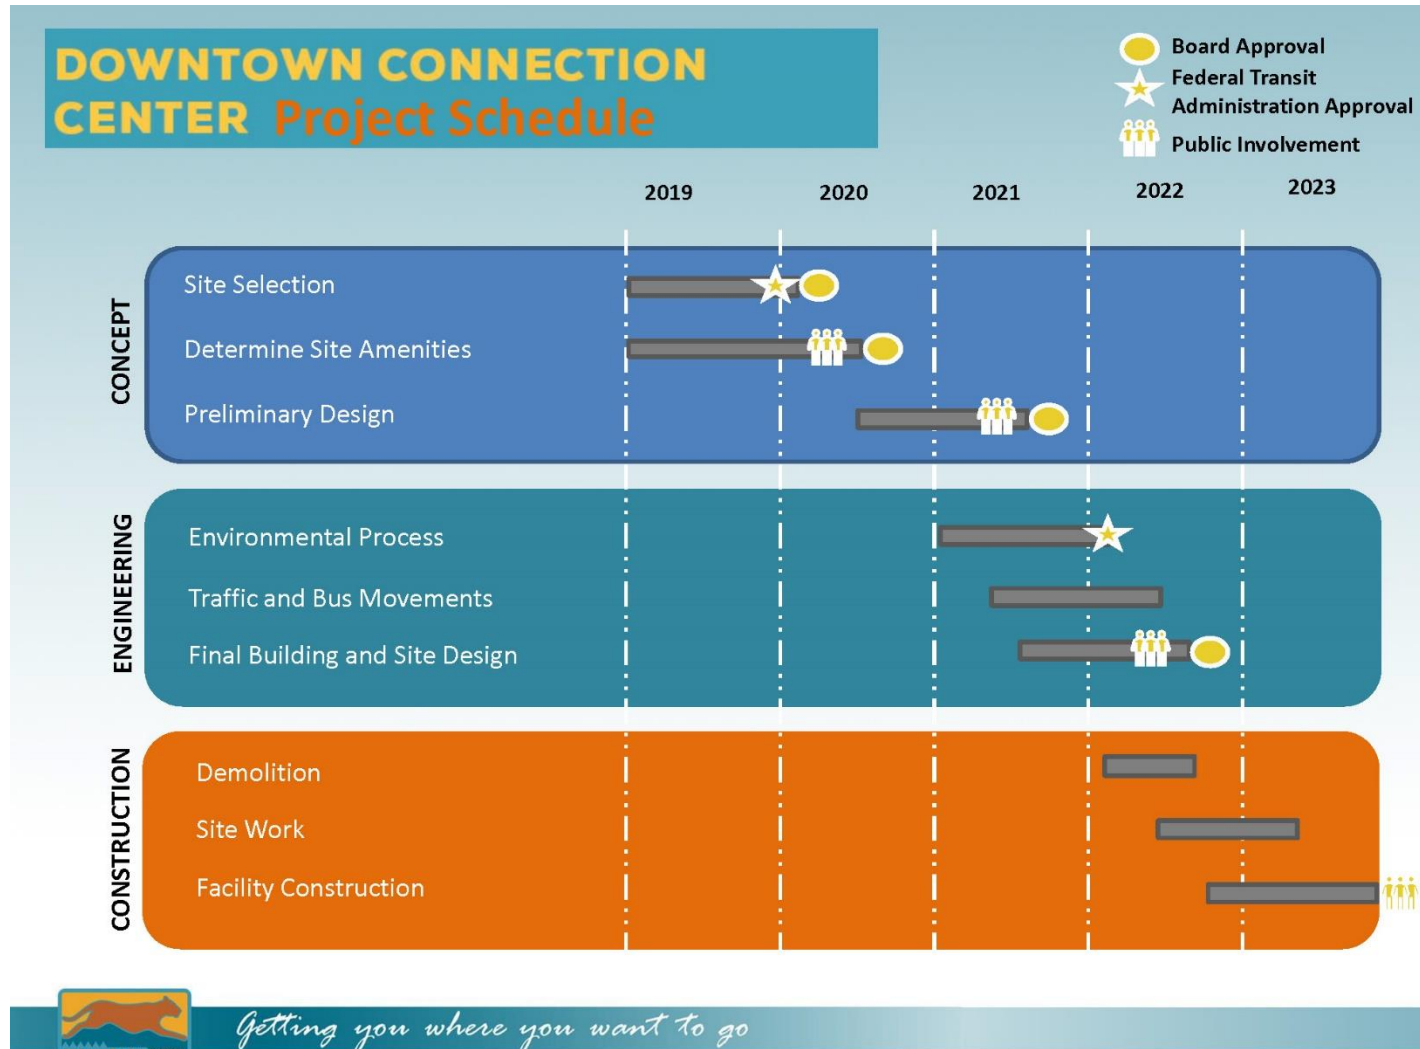 DOWNTOWN CONNECTION
CENTER Project Schedule
Board Approval
Federal Transit
Administration Approval
Public Involvement
2019 2020 2021 2022 2023
CONCEPT
Site Selection
Determine Site Amenities
Preliminary Design
ENGINEERING
Environmental Process
Traffic and Bus Movements
Final Building and Site Design
CONSTRUCTION
Demolition
Site Work
Facility Construction
Getting you where you want to go